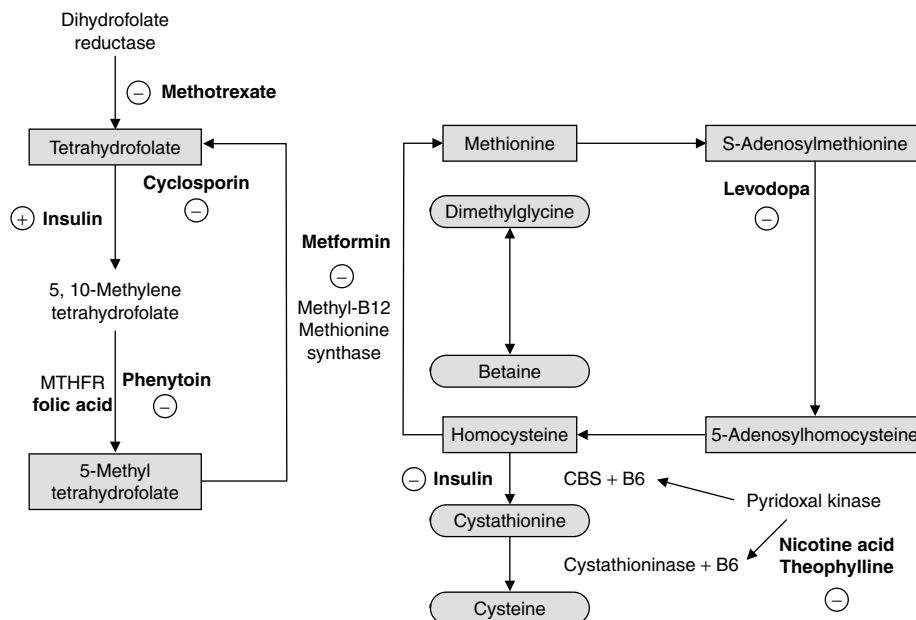 Dihydrofolate
reductase
− Methotrexate
Tetrahydrofolate
Cyclosporin
−
+ Insulin
5, 10-Methylene
tetrahydrofolate
MTHFR
folic acid
Phenytoin
−
5-Methyl
tetrahydrofolate
Metformin
−
Methyl-B12
Methionine
synthase
Methionine
S-Adenosylmethionine
Levodopa
−
Dimethylglycine
Betaine
Homocysteine
5-Adenosylhomocysteine
− Insulin
CBS + B6
Pyridoxal kinase
Cystathionine
Cystathioninase + B6
Nicotine acid
Theophylline
−
Cysteine